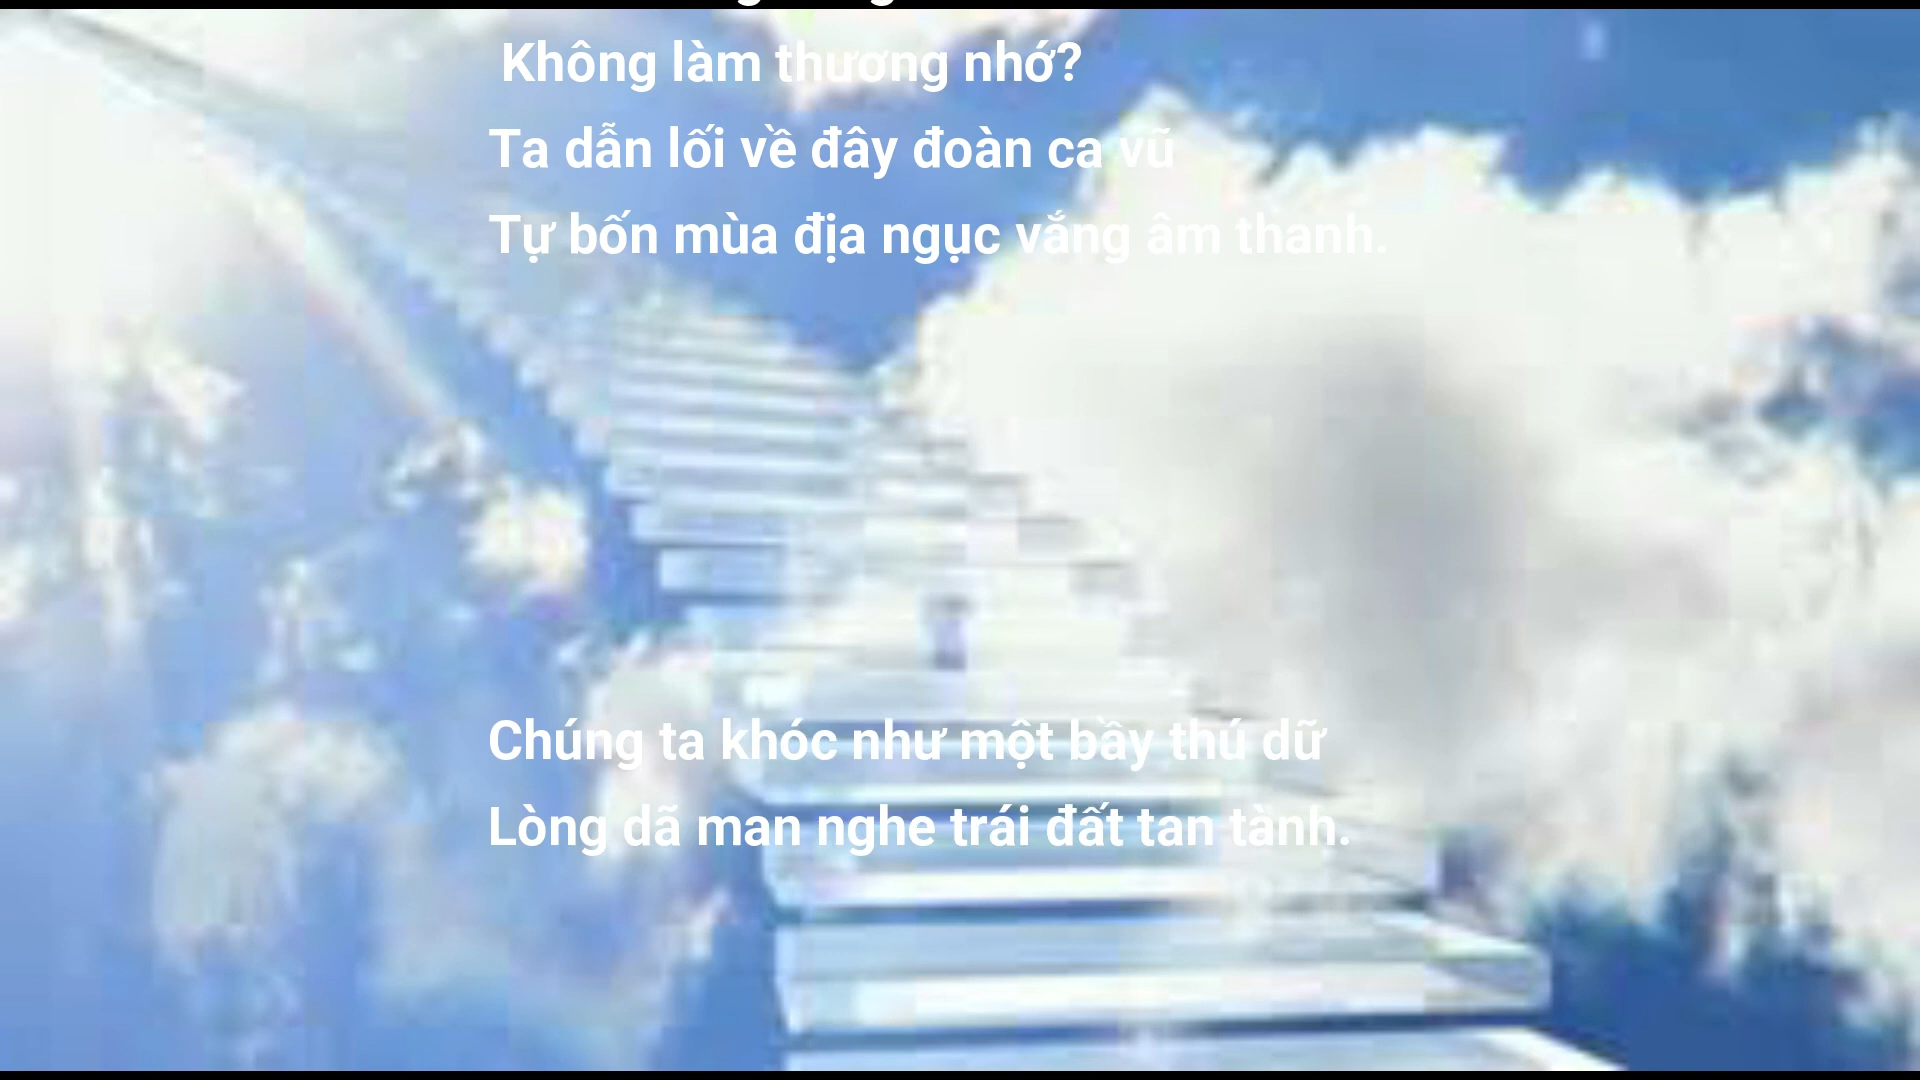 Không làm thương nhớ?
Ta dẫn lối về đây đoàn ca vũ
Tự bốn mùa địa ngục vắng âm thanh.
Chúng ta khóc như một bầy thú dữ
Lòng dã man nghe trái đất tan tành.